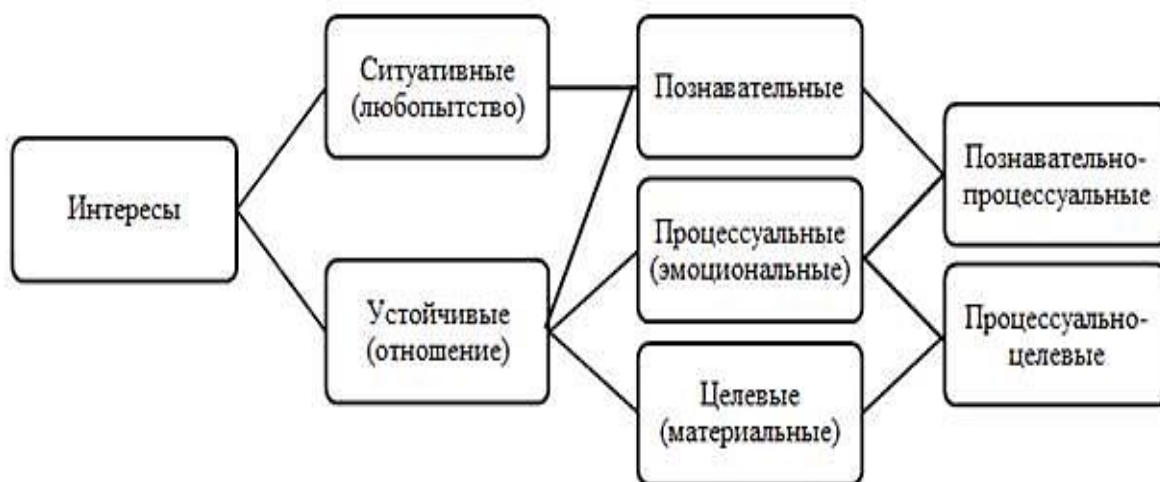 Интересы
Ситуативные
(любопытство)
Устойчивые
(отношение)
Познавательные
Процессуальные
(эмоциональные)
Целевые
(материальные)
Познавательно-
процессуальные
Процессуально-
целевые